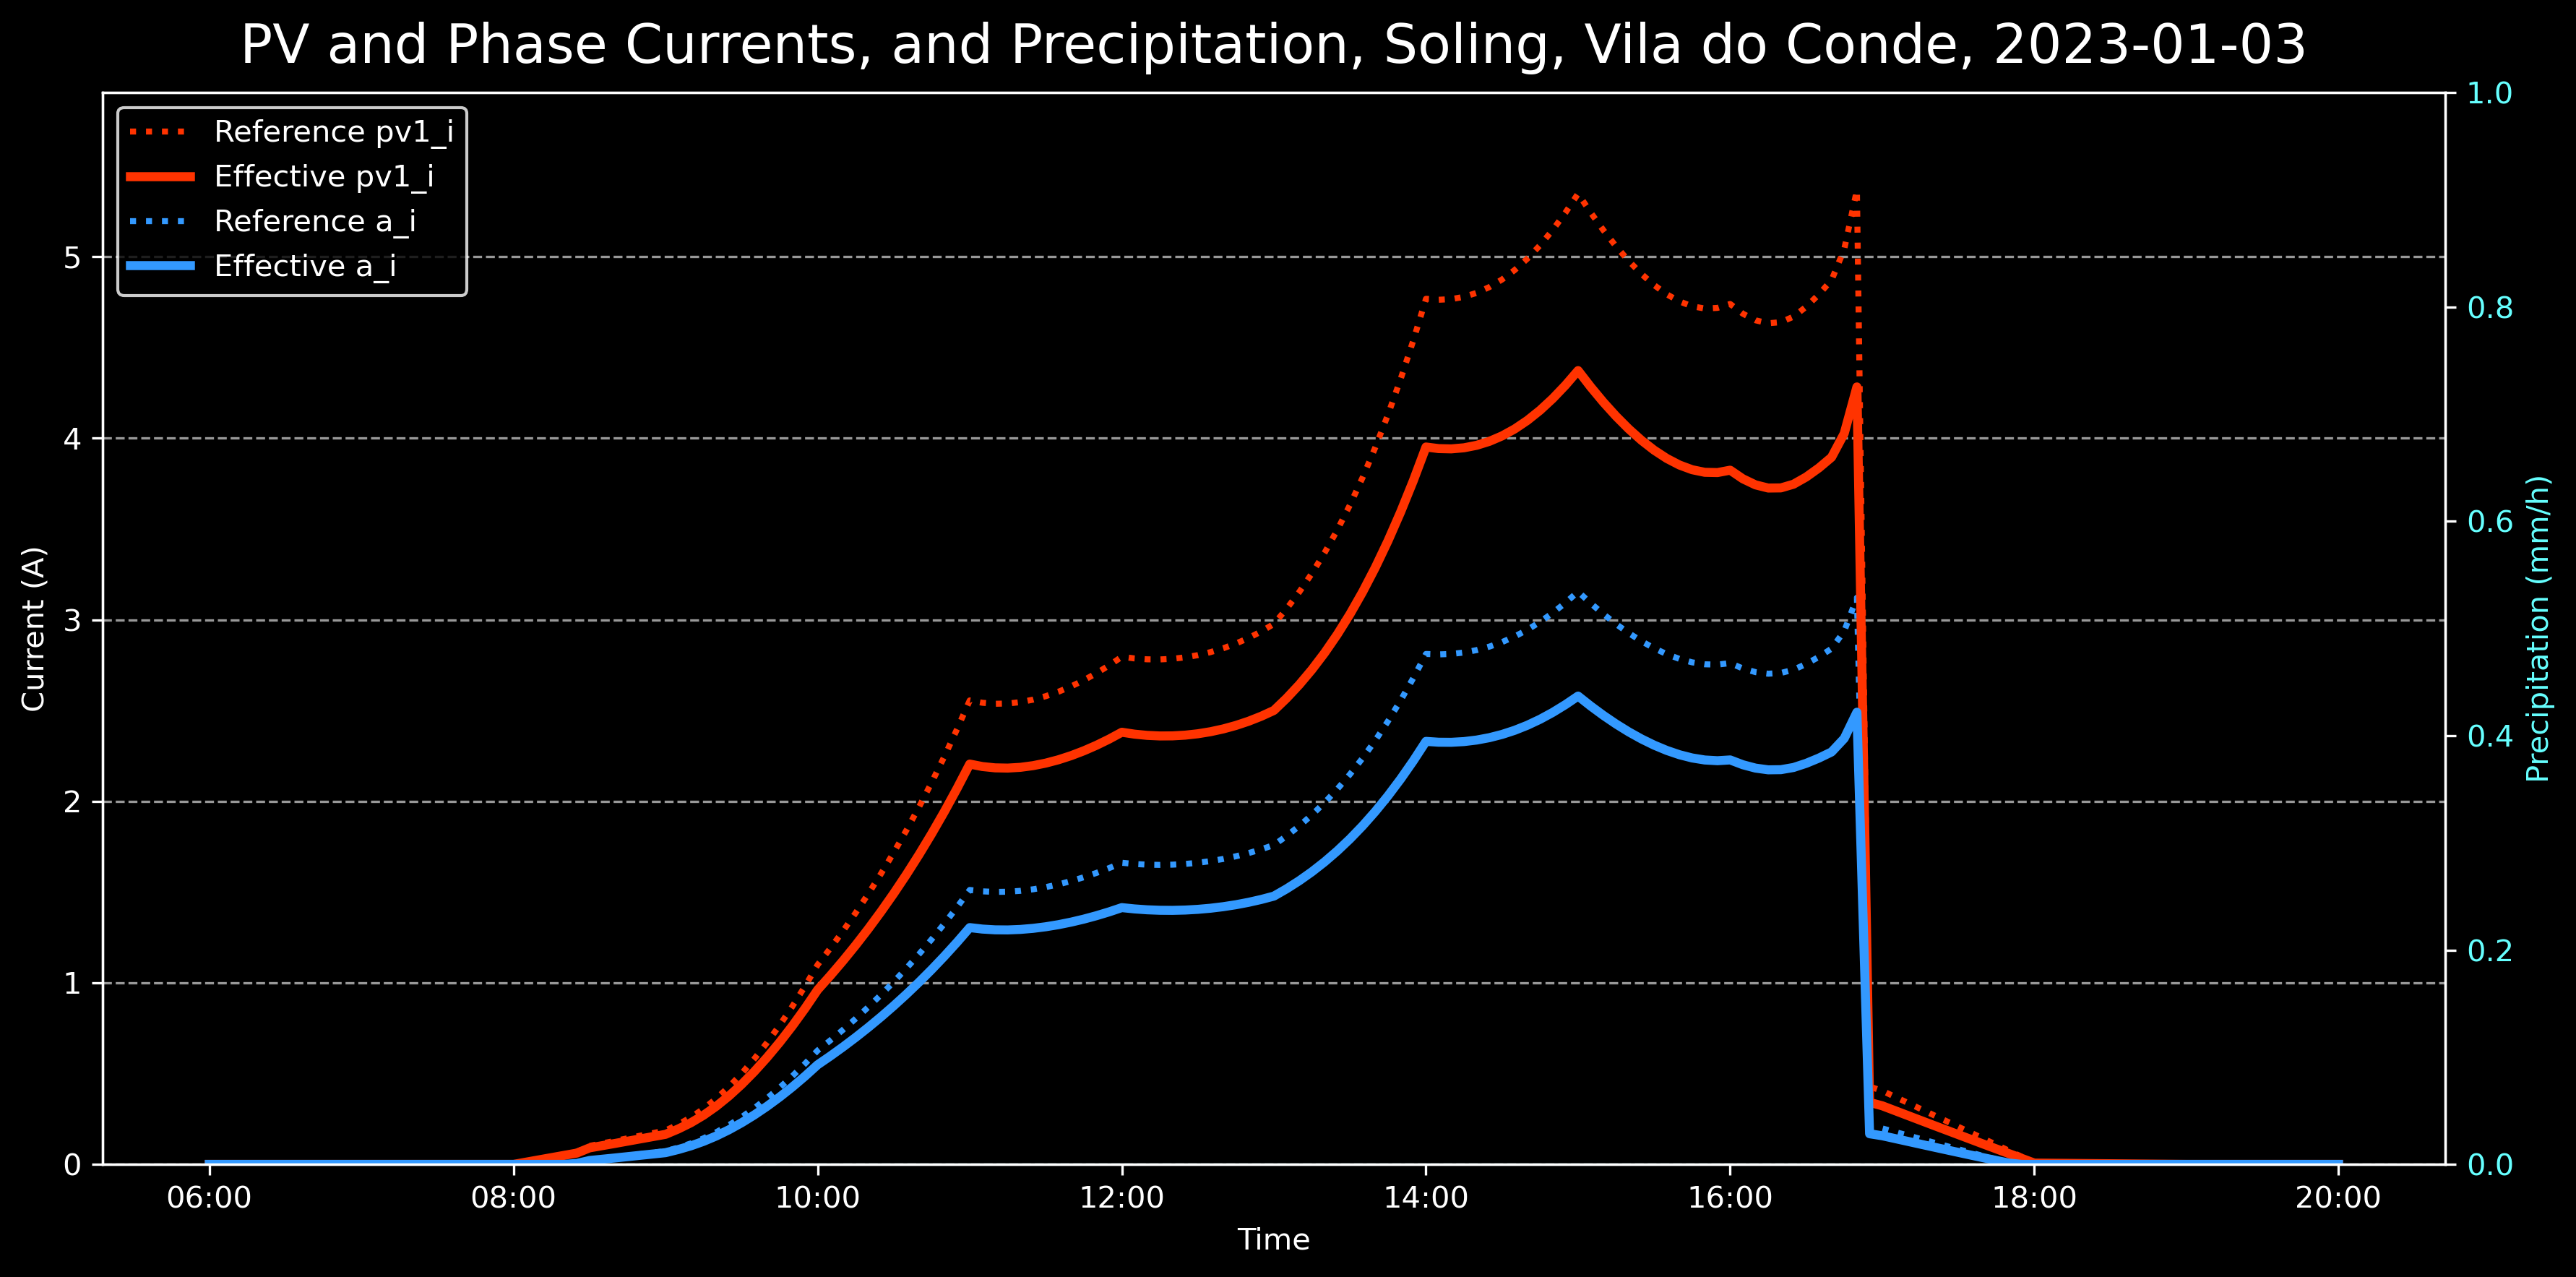 PV and Phase Currents, and Precipitation, Soling, Vila do Conde, 2023-01-03
Reference pv1_i
Effective pv1_i
Reference a_i
Effective a_i
Current (A)
5
4
3
2
1
0
1.0
0.8
0.6
0.4
0.2
0.0
Precipitation (mm/h)
06:00 08:00 10:00 12:00 14:00 16:00 18:00 20:00
Time